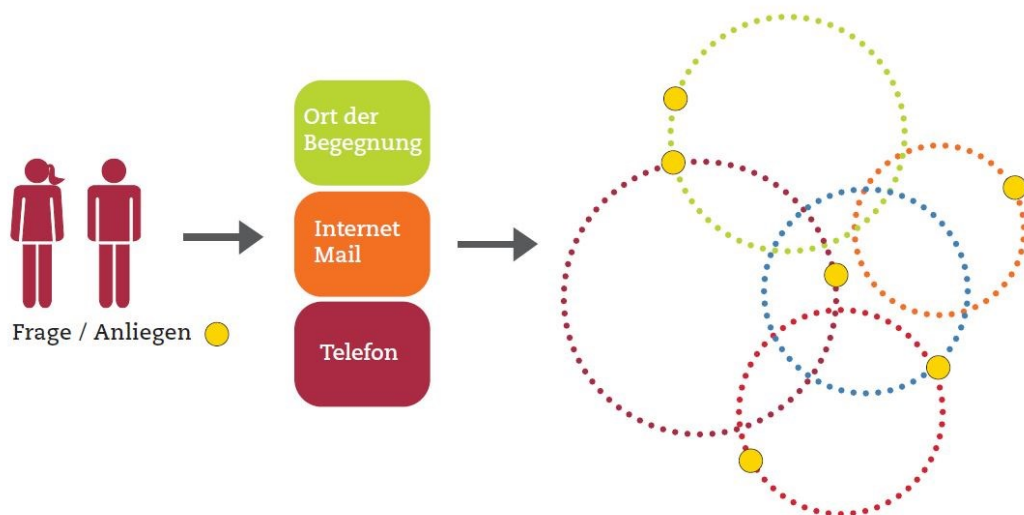 Ort der
Begegnung
Internet
Mail
Telefon
Frage / Anliegen